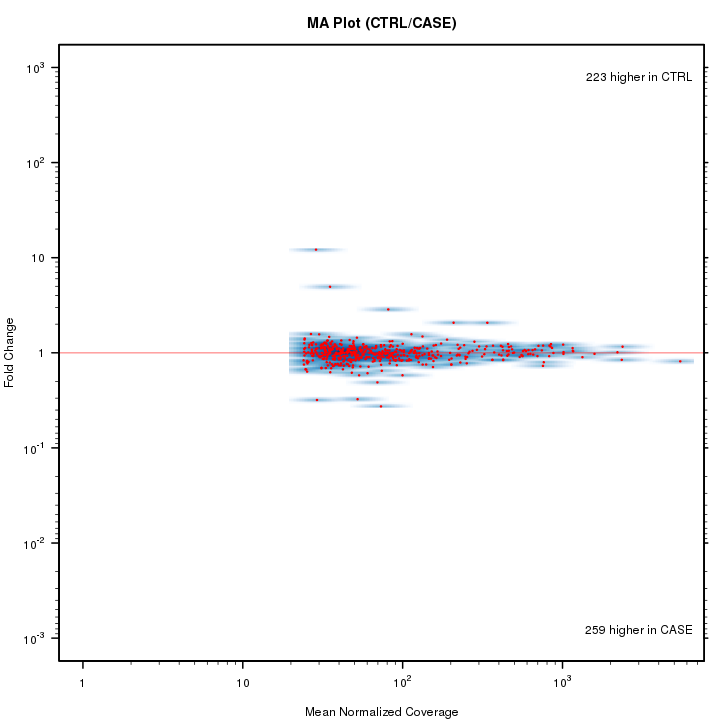 MA Plot (CTRL/CASE)
223 higher in CTRL
10³
10²
10
1
10⁻¹
10⁻²
10⁻³
Fold Change
259 higher in CASE
1
10
10²
10³
Mean Normalized Coverage